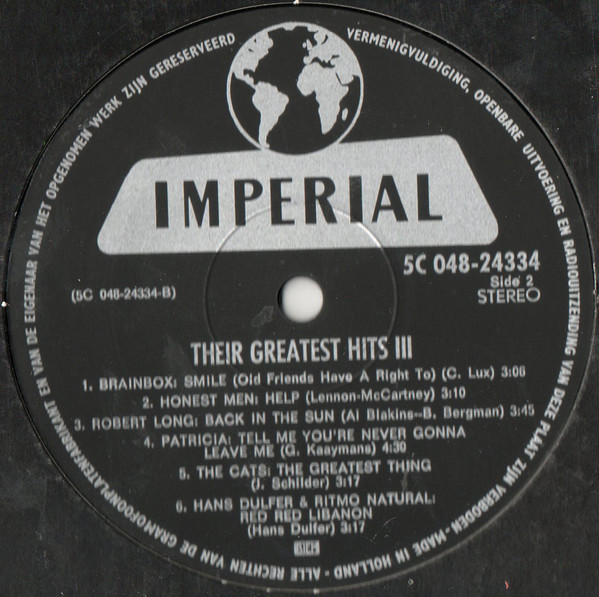 ALLE RECHTEN VAN DE GRAMOFOONPLATENFABRIKANT EN VAN DE EIGENAAR VAN HET OPGENOMEN WERK ZIJN GERESERVEERD
VERMENIGVULDIGING, OPENBARE UITVOERING EN RADIOUITZENDING VAN DEZE PLAAT ZIJN VERBODEN-MADE IN HOLLAND -
IMPERIAL
5C 048-24334
Side 2
(5C 048-24334-B)
STEREO
THEIR GREATEST HITS III
1. BRAINBOX: SMILE (Old Friends Have A Right To) (C. Lux) 3:06
2. HONEST MEN: HELP (Lennon-McCartney) 3:10
3. ROBERT LONG: BACK IN THE SUN (Al Blakins-B. Bergman) 3:45
4. PATRICIA: TELL ME YOU'RE NEVER GONNA
LEAVE ME (G. Kaaymans) 4:30
5. THE CATS: THE GREATEST THING
(J. Schilder) 3:17
6. HANS DULFER & RITMO NATURAL:
RED RED LIBANON
(Hans Dulfer) 3:17